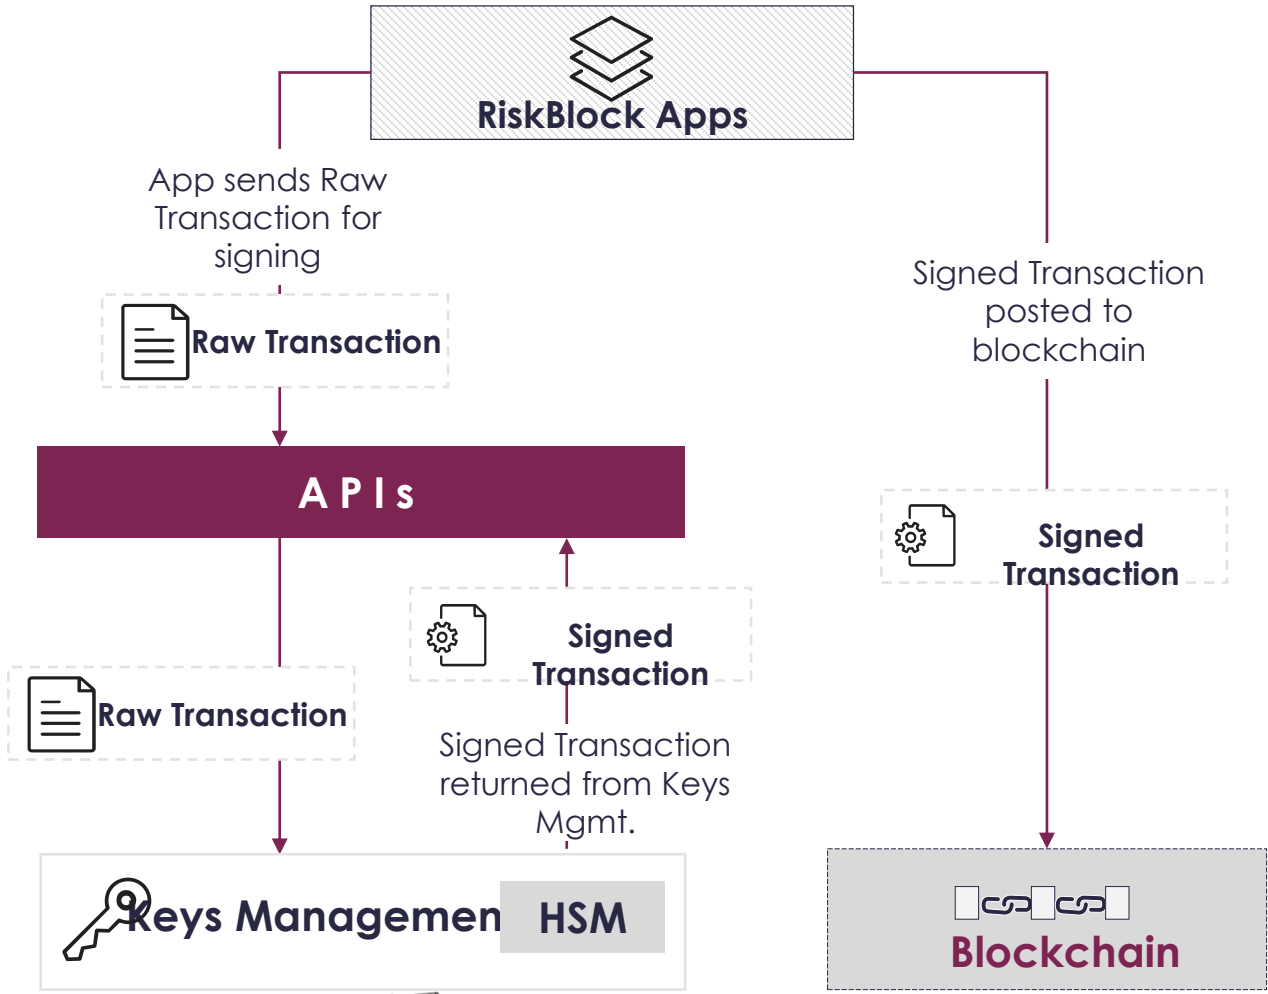 RiskBlock Apps
App sends Raw
Transaction for
signing
Raw Transaction
Signed Transaction
posted to
blockchain
APIs
Signed
Transaction
Signed
Transaction
Raw Transaction
Signed Transaction
returned from Keys
Mgmt.
Keys Managemen
HSM
Blockchain